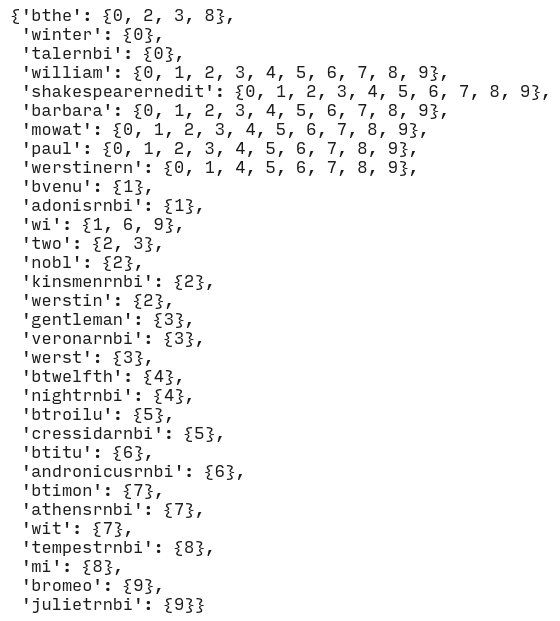 {'bthe': {0, 2, 3, 8},
'winter': {0},
'talernbi': {0},
'william': {0, 1, 2, 3, 4, 5, 6, 7, 8, 9},
'shakespearernedit': {0, 1, 2, 3, 4, 5, 6, 7, 8, 9},
'barbara': {0, 1, 2, 3, 4, 5, 6, 7, 8, 9},
'mowat': {0, 1, 2, 3, 4, 5, 6, 7, 8, 9},
'paul': {0, 1, 2, 3, 4, 5, 6, 7, 8, 9},
'werstinern': {0, 1, 4, 5, 6, 7, 8, 9},
'bvenu': {1},
'adonisrnbi': {1},
'wi': {1, 6, 9},
'two': {2, 3},
'nobl': {2},
'kinsmenrnbi': {2},
'werstin': {2},
'gentleman': {3},
'veronarnbi': {3},
'werst': {3},
'btwelfth': {4},
'nightrnbi': {4},
'btroilu': {5},
'cressidarnbi': {5},
'btitu': {6},
'andronicusrnbi': {6},
'btimon': {7},
'athensrnbi': {7},
'wit': {7},
'tempestrnbi': {8},
'mi': {8},
'bromeo': {9},
'julietrnbi': {9}}